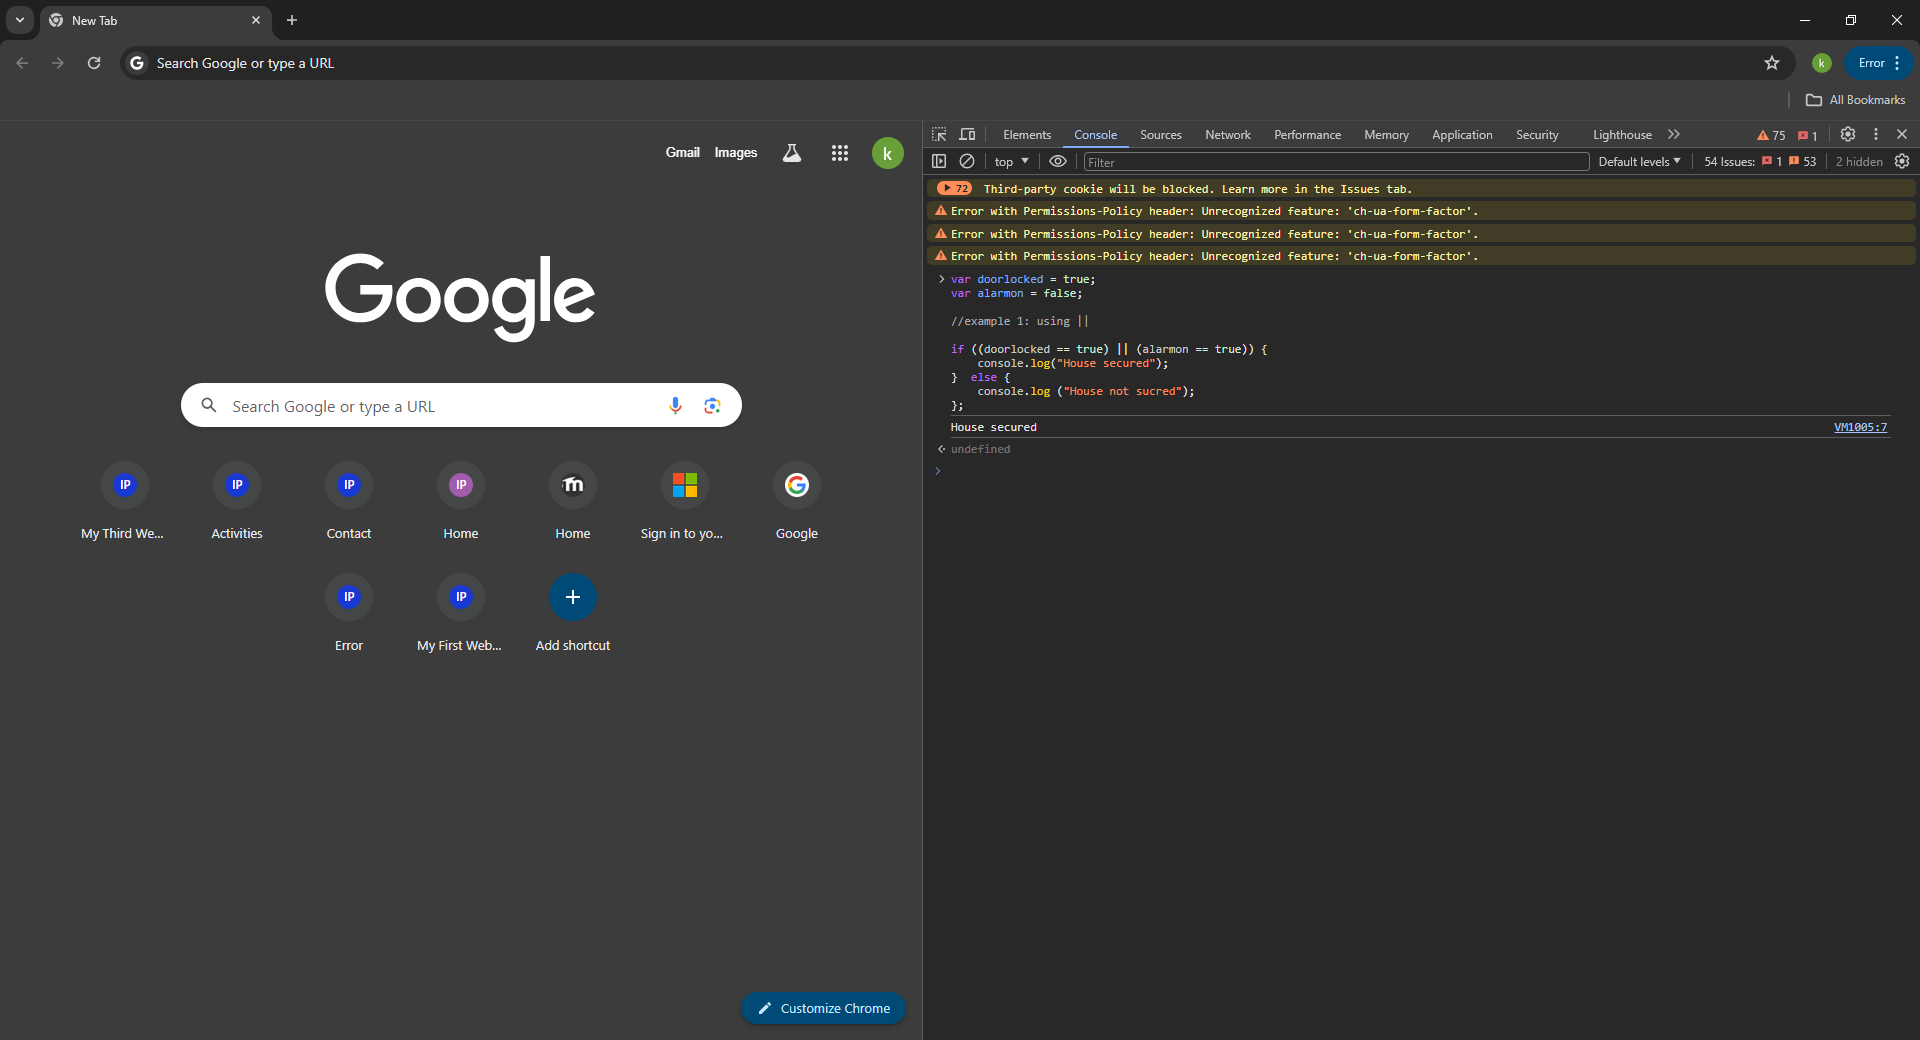 New Tab
Search Google or type a URL
k
Error
All Bookmarks
Gmail Images
k
Google
Search Google or type a URL
IP IP IP IP m G
My Third We... Activities Contact Home Home Sign in to yo... Google
IP IP
Error My First Web... Add shortcut
Customize Chrome
Elements Console Sources Network Performance Memory Application Security Lighthouse 75 1
top Filter Default levels 54 Issues: 1 53 2 hidden
72 Third-party cookie will be blocked. Learn more in the Issues tab.
Error with Permissions-Policy header: Unrecognized feature: 'ch-ua-form-factor'.
Error with Permissions-Policy header: Unrecognized feature: 'ch-ua-form-factor'.
Error with Permissions-Policy header: Unrecognized feature: 'ch-ua-form-factor'.
var doorlocked = true;
var alarmon = false;
//example 1: using ||
if ((doorlocked == true) || (alarmon == true)) {
console.log("House secured");
} else {
console.log ("House not sucred");
};
House secured VM1005:7
undefined